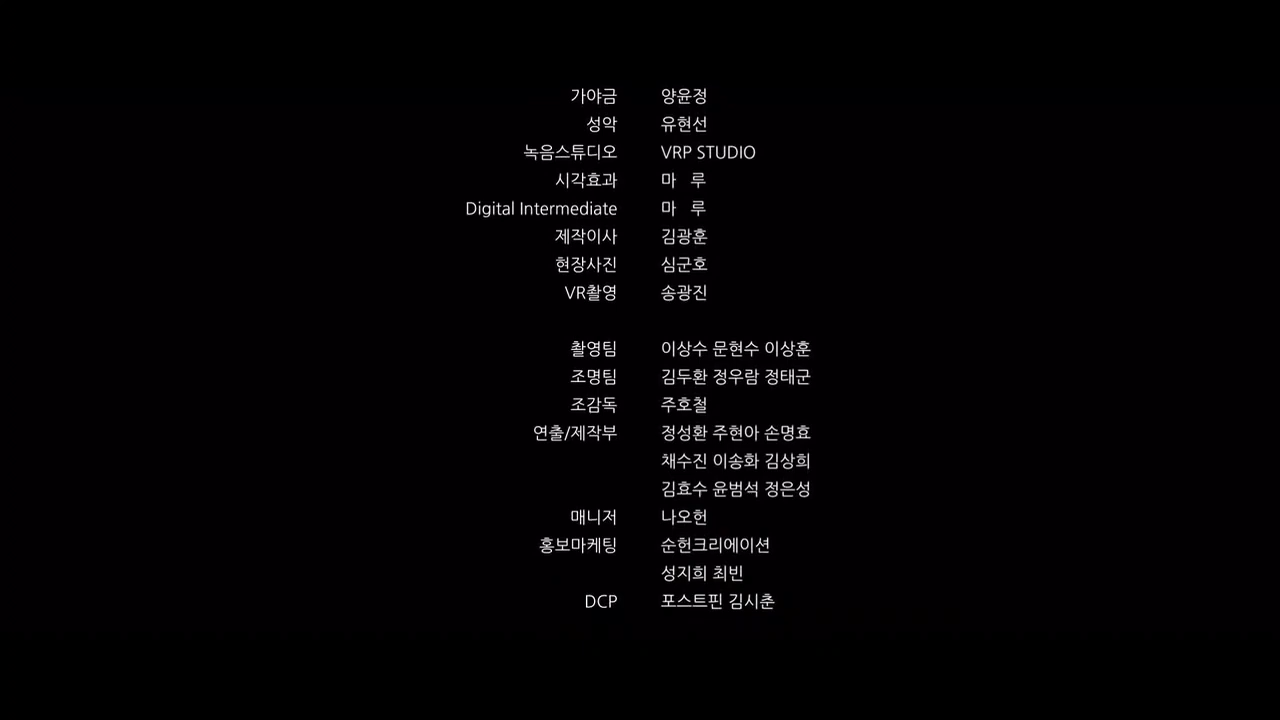 가야금 양윤정
성악 유현선
녹음스튜디오 VRP STUDIO
시각효과 마 루
Digital Intermediate 마 루
제작이사 김광훈
현장사진 심군호
VR촬영 송광진
촬영팀 이상수 문현수 이상훈
조명팀 김두환 정우람 정태군
조감독 주호철
연출/제작부 정성환 주현아 손명효
채수진 이송화 김상희
김효수 윤범석 정은성
매니저 나오헌
홍보마케팅 순헌크리에이션
성지희 최빈
DCP 포스트핀 김시춘